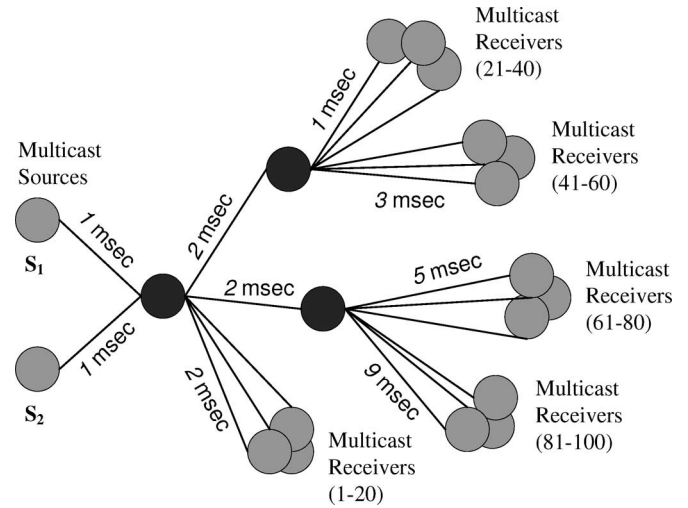 Multicast
Receivers
(21-40)
1 msec
Multicast
Receivers
(41-60)
3 msec
Multicast
Sources
S1
1 msec
2 msec
2 msec
5 msec
Multicast
Receivers
(61-80)
S2
1 msec
2 msec
9 msec
Multicast
Receivers
(81-100)
Multicast
Receivers
(1-20)